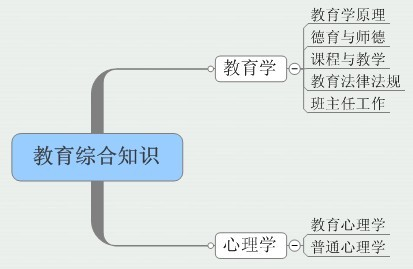 教育综合知识
教育学
教育学原理
德育与师德
课程与教学
教育法律法规
班主任工作
心理学
教育心理学
普通心理学